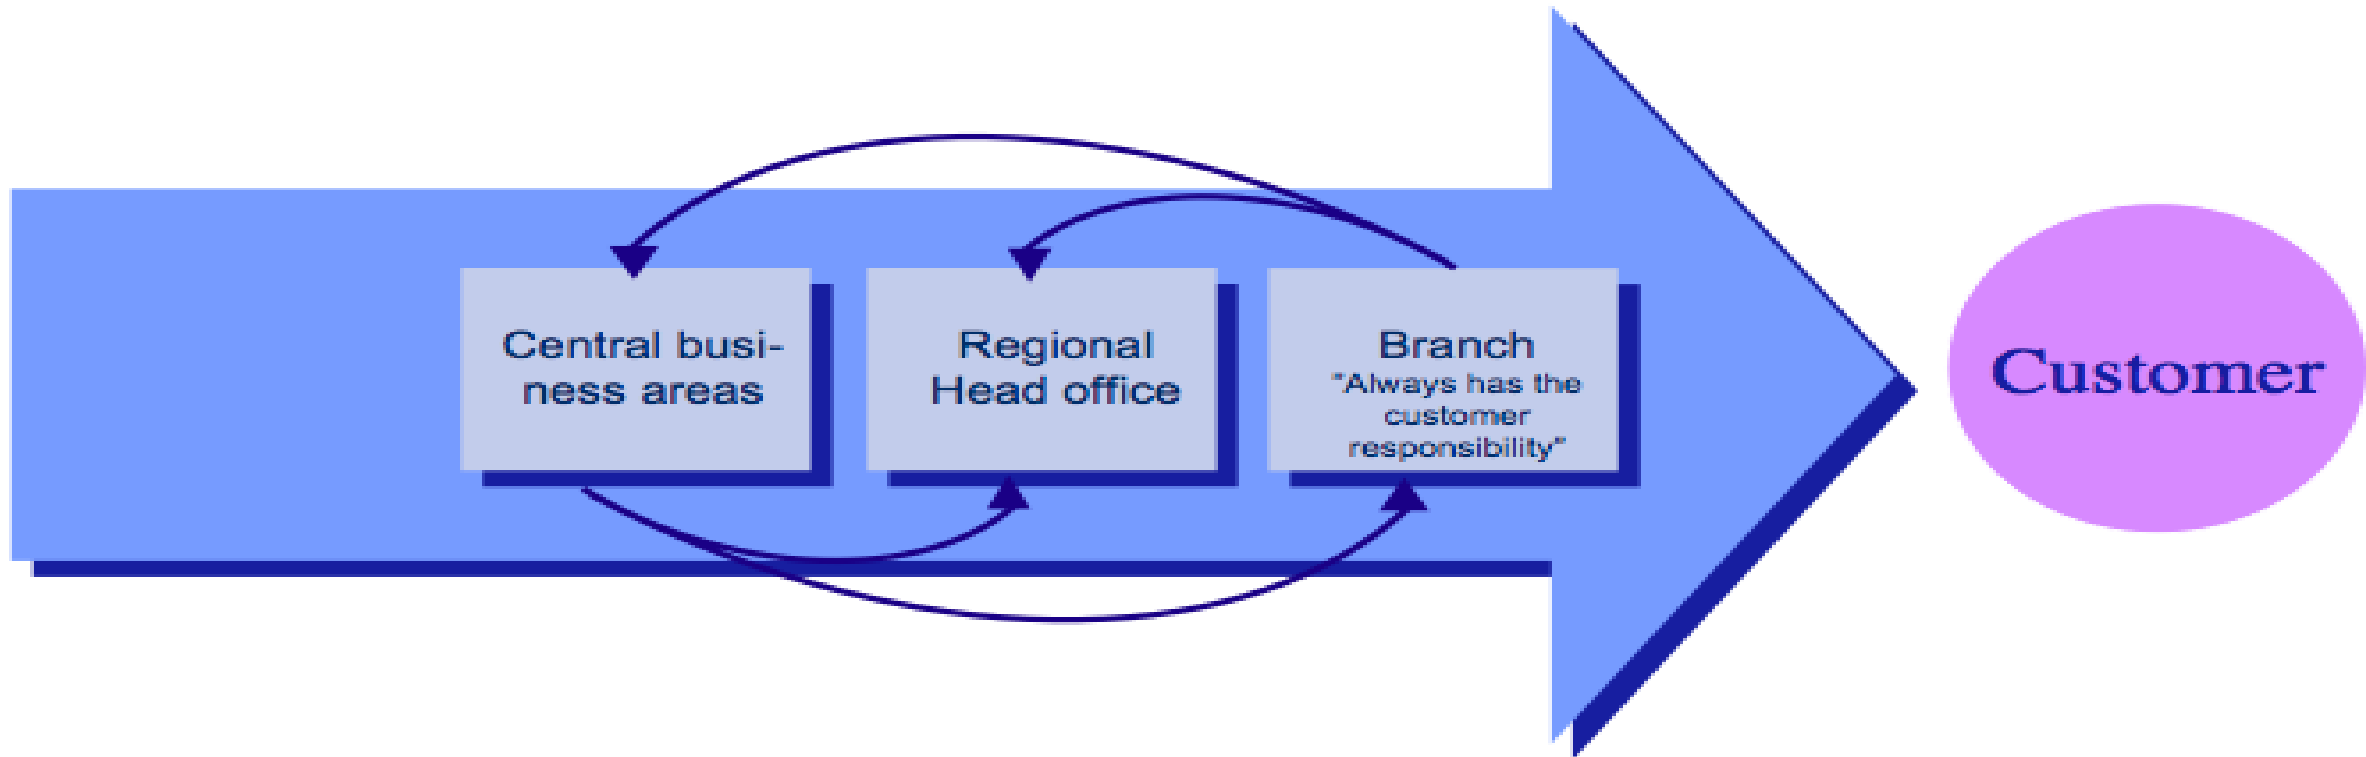 Central busi-
ness areas
Regional
Head office
Branch
"Always has the
customer
responsibility"
Customer